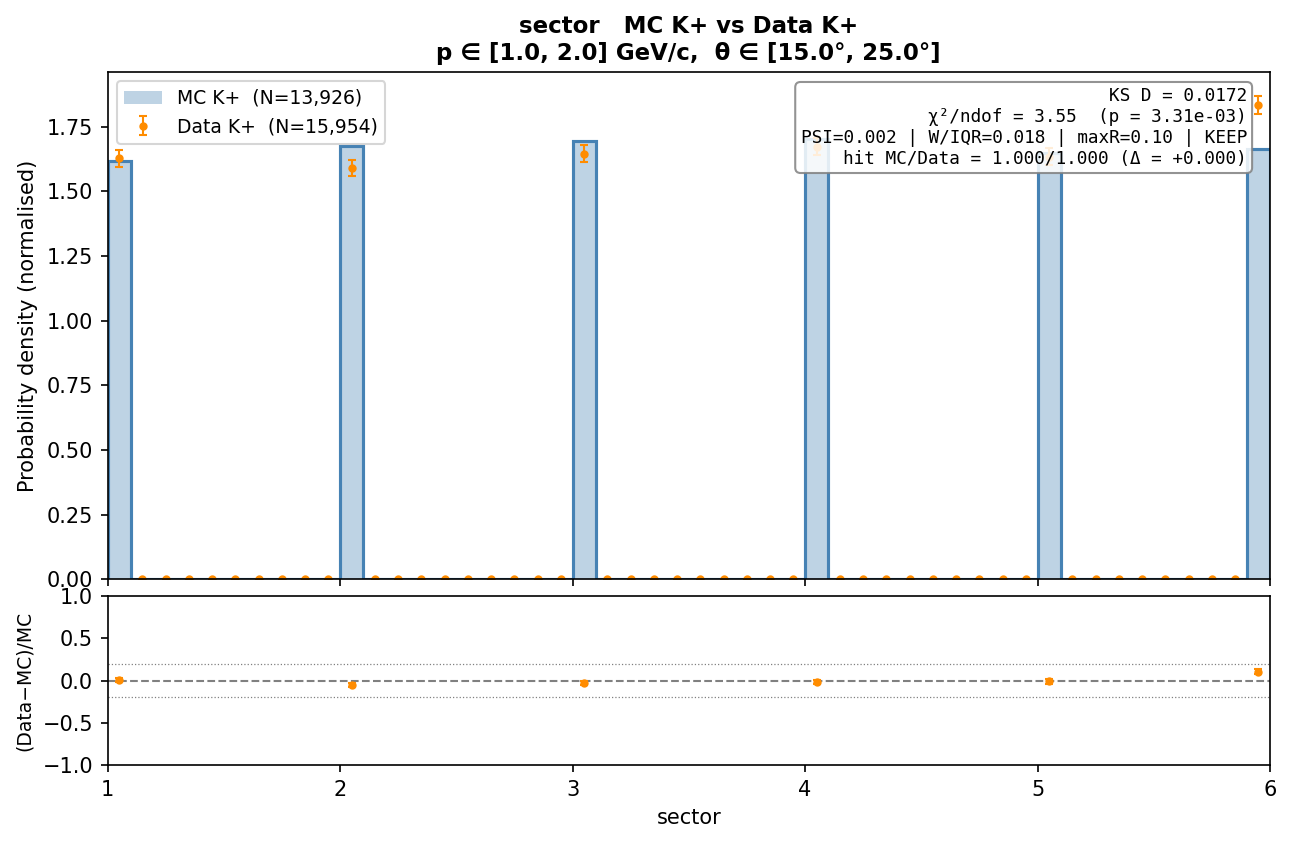 sector   MC K+ vs Data K+
p ∈ [1.0, 2.0] GeV/c,  θ ∈ [15.0°, 25.0°]
MC K+  (N=13,926)
Data K+  (N=15,954)
KS D = 0.0172
χ²/ndof = 3.55  (p = 3.31e-03)
PSI=0.002 | W/IQR=0.018 | maxR=0.10 | KEEP
hit MC/Data = 1.000/1.000 (Δ = +0.000)
Probability density (normalised)
1.75
1.50
1.25
1.00
0.75
0.50
0.25
0.00
(Data−MC)/MC
1.0
0.5
0.0
−0.5
−1.0
1 2 3 4 5 6
sector